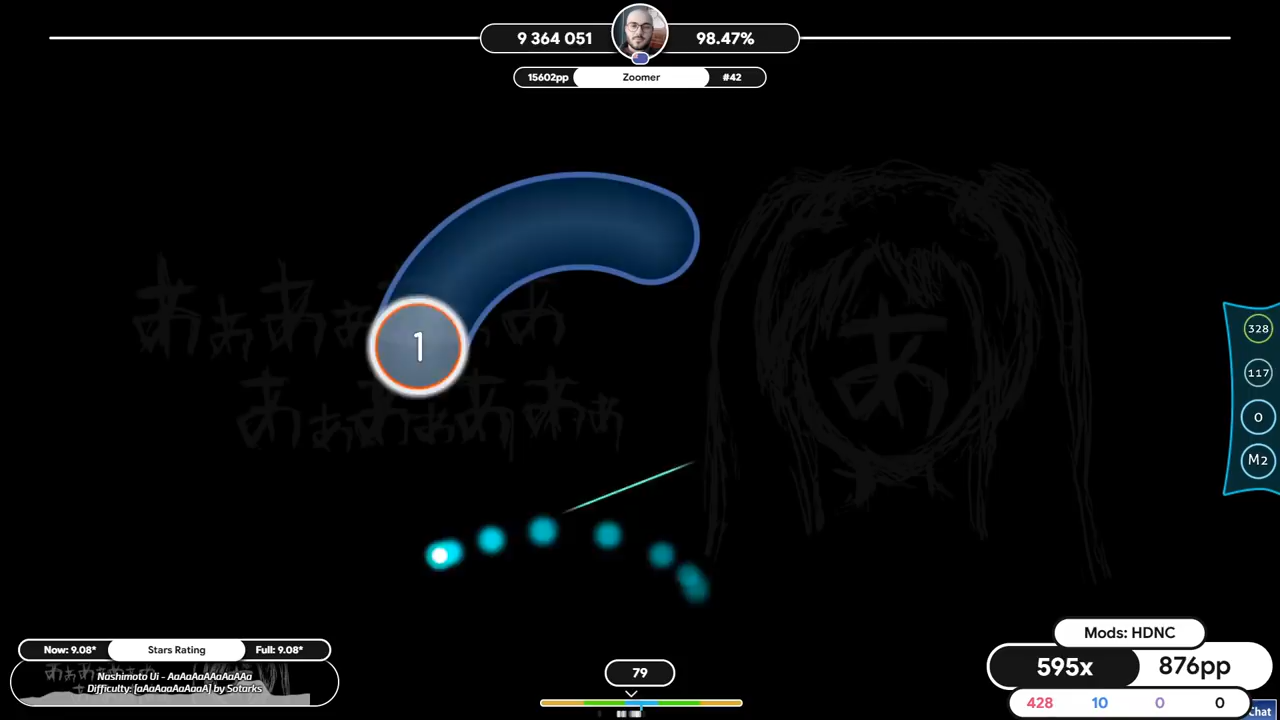 9 364 051
98.47%
15602pp
Zoomer
#42
1
あ
328
117
0
M2
Now: 9.08*
Stars Rating
Full: 9.08*
Nashimoto Ui - AaAaAaAAaAaAAa
Difficulty: [aAaAaaAaAaaA] by Sotarks
79
Mods: HDNC
595x
876pp
428
10
0
0
Chat